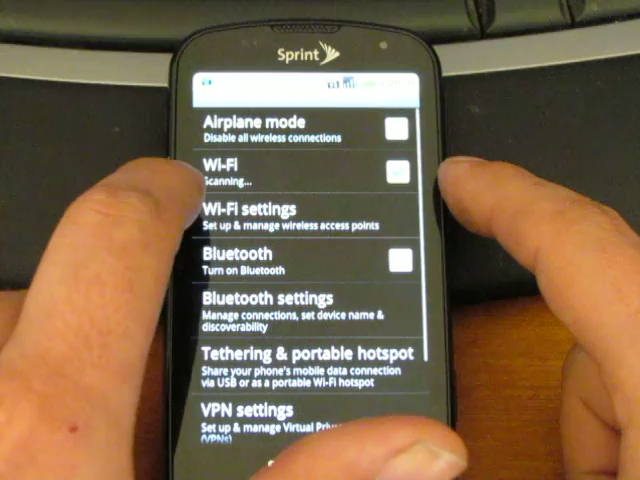 Sprint
Airplane mode
Disable all wireless connections
Wi-Fi
Scanning...
Wi-Fi settings
Set up & manage wireless access points
Bluetooth
Turn on Bluetooth
Bluetooth settings
Manage connections, set device name &
discoverability
Tethering & portable hotspot
Share your phone's mobile data connection
via USB or as a portable Wi-Fi hotspot
VPN settings
Set up & manage Virtual
(VPNs)